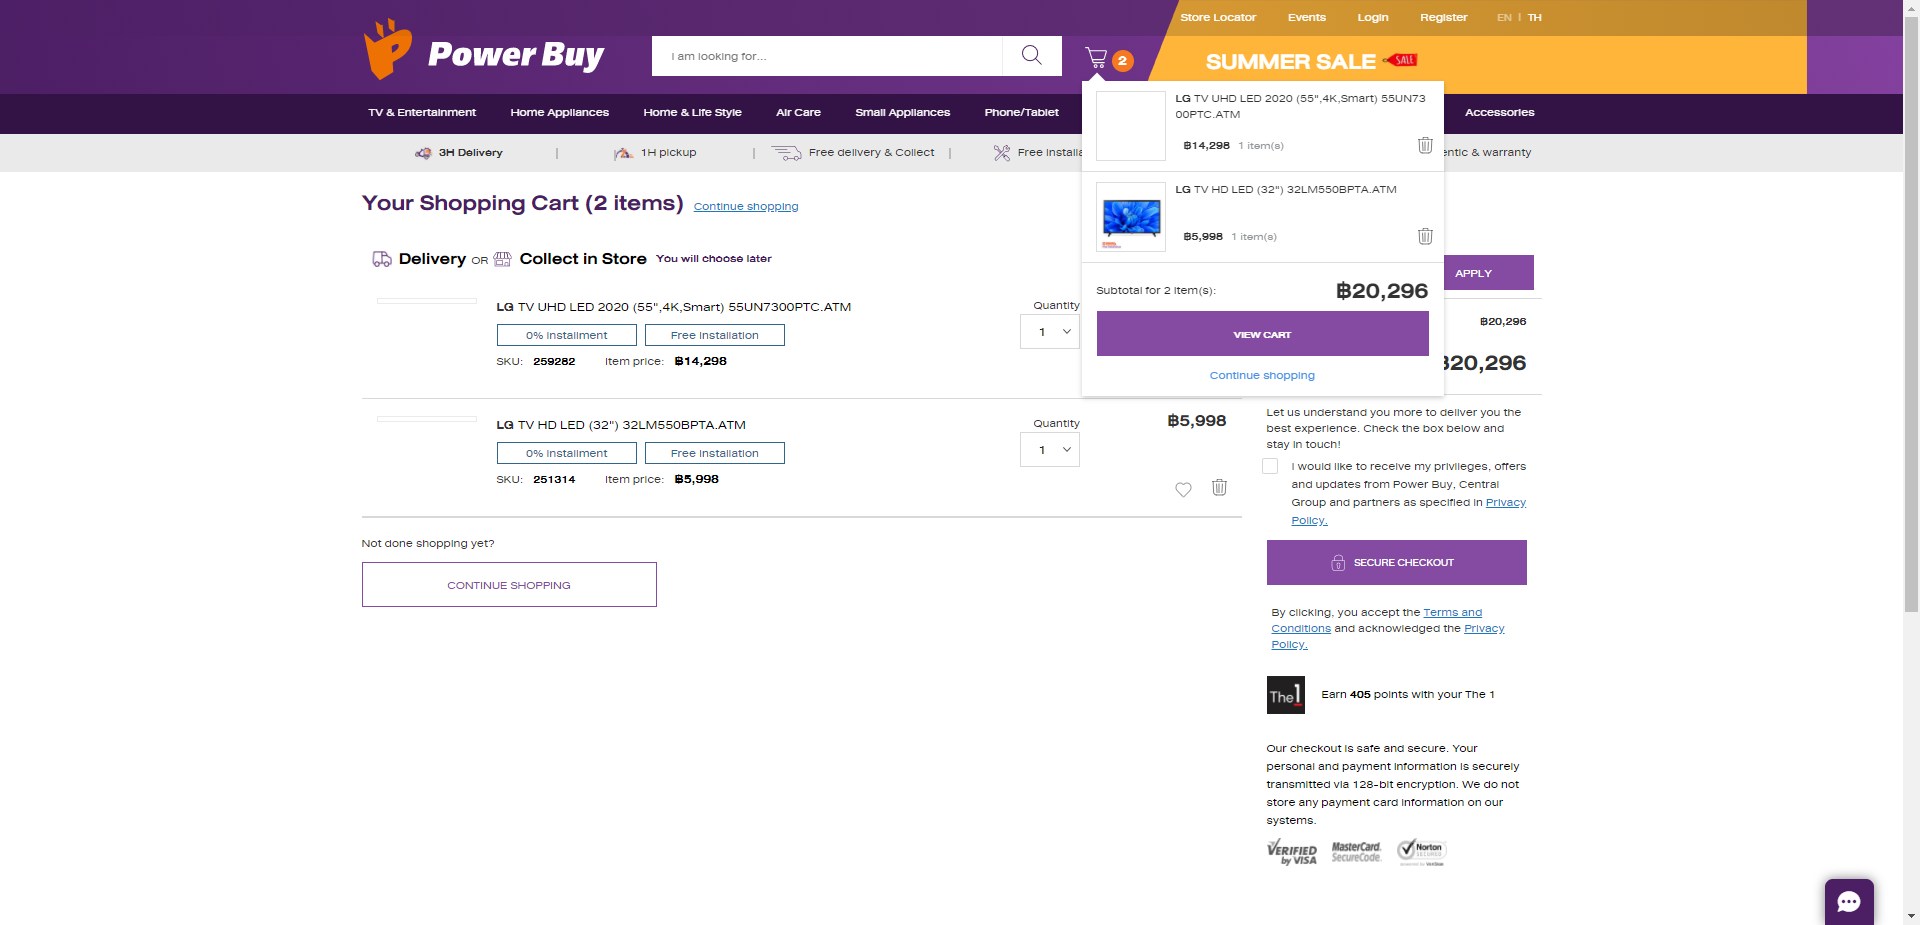 Store Locator Events Login Register EN | TH
Power Buy
I am looking for...
2
SUMMER SALE SALE
TV & Entertainment Home Appliances Home & Life Style Air Care Small Appliances Phone/Tablet Accessories
3H Delivery | 1H pickup | Free delivery & Collect | Free Installa
entic & warranty
LG TV UHD LED 2020 (55",4K,Smart) 55UN73
00PTC.ATM
฿14,298 1 item(s)
LG TV HD LED (32") 32LM550BPTA.ATM
฿5,998 1 item(s)
Subtotal for 2 item(s): ฿20,296
VIEW CART
Continue shopping
Your Shopping Cart (2 items) Continue shopping
Delivery OR Collect in Store You will choose later
LG TV UHD LED 2020 (55",4K,Smart) 55UN7300PTC.ATM
0% installment Free installation
SKU: 259282 Item price: ฿14,298
Quantity
1
LG TV HD LED (32") 32LM550BPTA.ATM
0% installment Free installation
SKU: 251314 Item price: ฿5,998
Quantity
1
฿5,998
Not done shopping yet?
CONTINUE SHOPPING
APPLY
฿20,296
฿20,296
Let us understand you more to deliver you the
best experience. Check the box below and
stay in touch!
I would like to receive my privileges, offers
and updates from Power Buy, Central
Group and partners as specified in Privacy
Policy.
SECURE CHECKOUT
By clicking, you accept the Terms and
Conditions and acknowledged the Privacy
Policy.
The1 Earn 405 points with your The 1
Our checkout is safe and secure. Your
personal and payment information is securely
transmitted via 128-bit encryption. We do not
store any payment card information on our
systems.
VERIFIED by VISA
MasterCard. SecureCode.
Norton SECURED powered by VeriSign